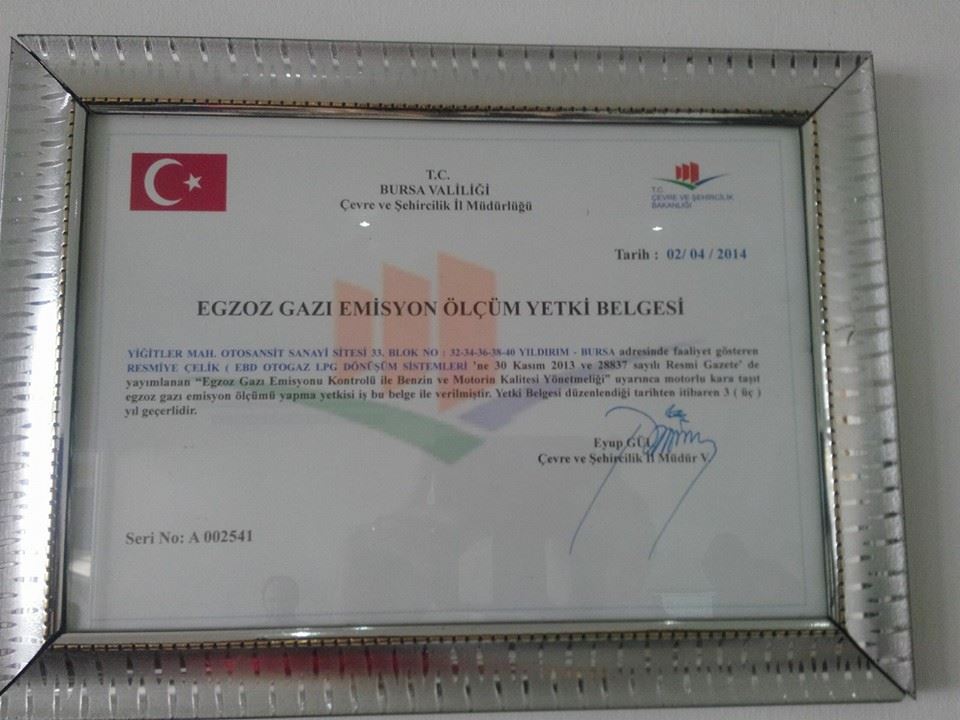 T.C.
BURSA VALİLİĞİ
Çevre ve Şehircilik İl Müdürlüğü
T.C.
ÇEVRE VE ŞEHİRCİLİK
BAKANLIĞI
Tarih : 02/ 04 / 2014
EGZOZ GAZI EMİSYON ÖLÇÜM YETKİ BELGESİ
YİĞİTLER MAH. OTOSANSİT SANAYİ SİTESİ 33. BLOK NO : 32-34-36-38-40 YILDIRIM - BURSA adresinde faaliyet gösteren
RESMİYE ÇELİK ( EBD OTOGAZ LPG DÖNÜŞÜM SİSTEMLERİ 'ne 30 Kasım 2013 ve 28837 sayılı Resmi Gazete' de
yayımlanan “Egzoz Gazı Emisyonu Kontrolü ile Benzin ve Motorin Kalitesi Yönetmeliği” uyarınca motorlu kara taşıt
egzoz gazı emisyon ölçümü yapma yetkisi iş bu belge ile verilmiştir. Yetki Belgesi düzenlendiği tarihten itibaren 3 ( üç )
yıl geçerlidir.
Eyup GÜL
Çevre ve Şehircilik İl Müdür V.
Seri No: A 002541